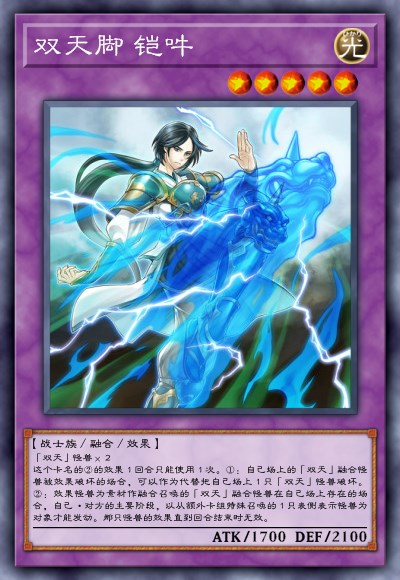 双天脚 铠吽
光
【战士族／融合／效果】
「双天」怪兽×2
这个卡名的②的效果1回合只能使用1次。①：自己场上的「双天」融合怪
兽被效果破坏的场合，可以作为代替把自己场上1只「双天」怪兽破坏。
②：效果怪兽为素材作融合召唤的「双天」融合怪兽在自己场上存在的场
合，自己·对方的主要阶段，以从额外卡组特殊召唤的1只表侧表示怪兽为
对象才能发动。那只怪兽的效果直到回合结束时无效。
ATK/1700 DEF/2100